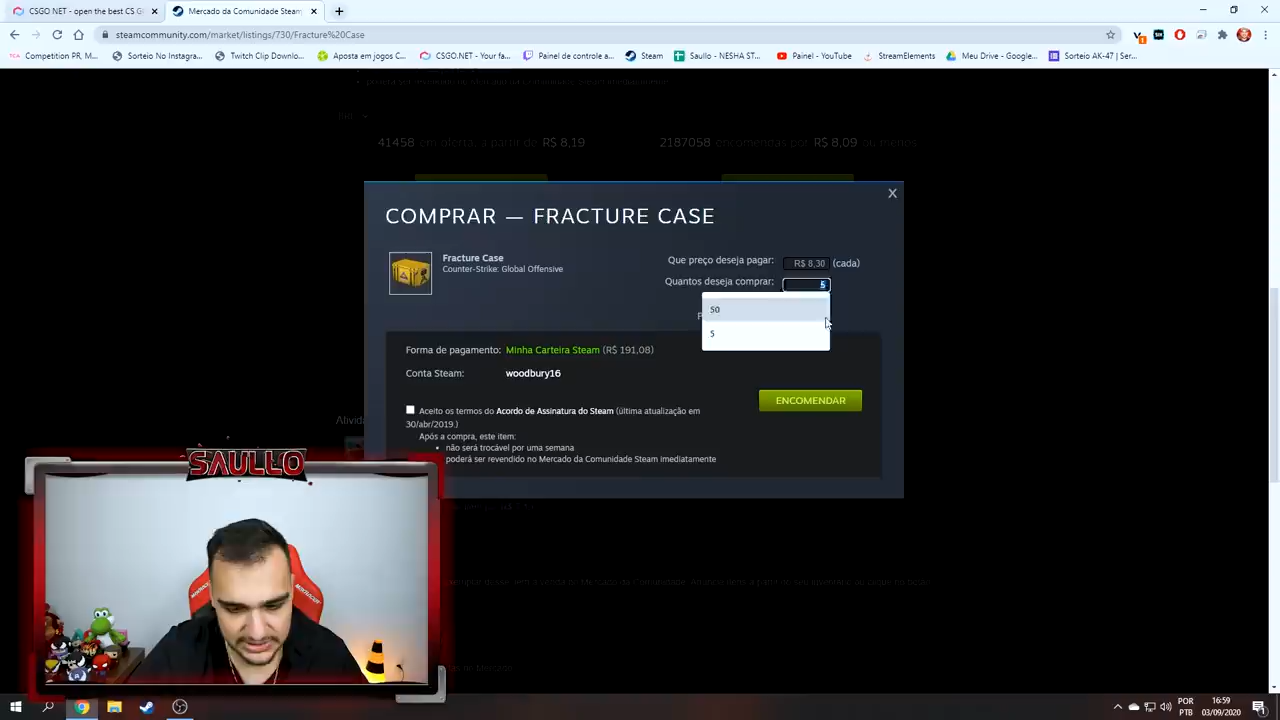 CSGO.NET - Open the best CS G
Mercado da Comunidade Steam
steamcommunity.com/market/listings/730/Fracture%20Case
Competition PR, M...
Sorteio No Instagra...
Twitch Clip Downlo...
Aposta em jogos C...
CSGO.NET - Your fa...
Painel de controle a...
Steam
Saullo - NESHA ST...
Painel - YouTube
StreamElements
Meu Drive - Google...
Sorteio AK-47 | Ser...
41458 em oferta, a partir de R$ 8,19
2187058 encomendas por R$ 8,09 ou menos
COMPRAR — FRACTURE CASE
X
Fracture Case
Counter-Strike: Global Offensive
Que preço deseja pagar: R$ 8,30 (cada)
Quantos deseja comprar: 5
50
5
P
Forma de pagamento: Minha Carteira Steam (R$ 191,08)
Conta Steam: woodbury16
ENCOMENDAR
Aceito os termos do Acordo de Assinatura do Steam (última atualização em
30/abr/2019.)
Após a compra, este item:
não será trocável por uma semana
poderá ser revendido no Mercado da Comunidade Steam imediatamente
Ativida
SAULLO
POR
PTB
16:59
03/09/2020